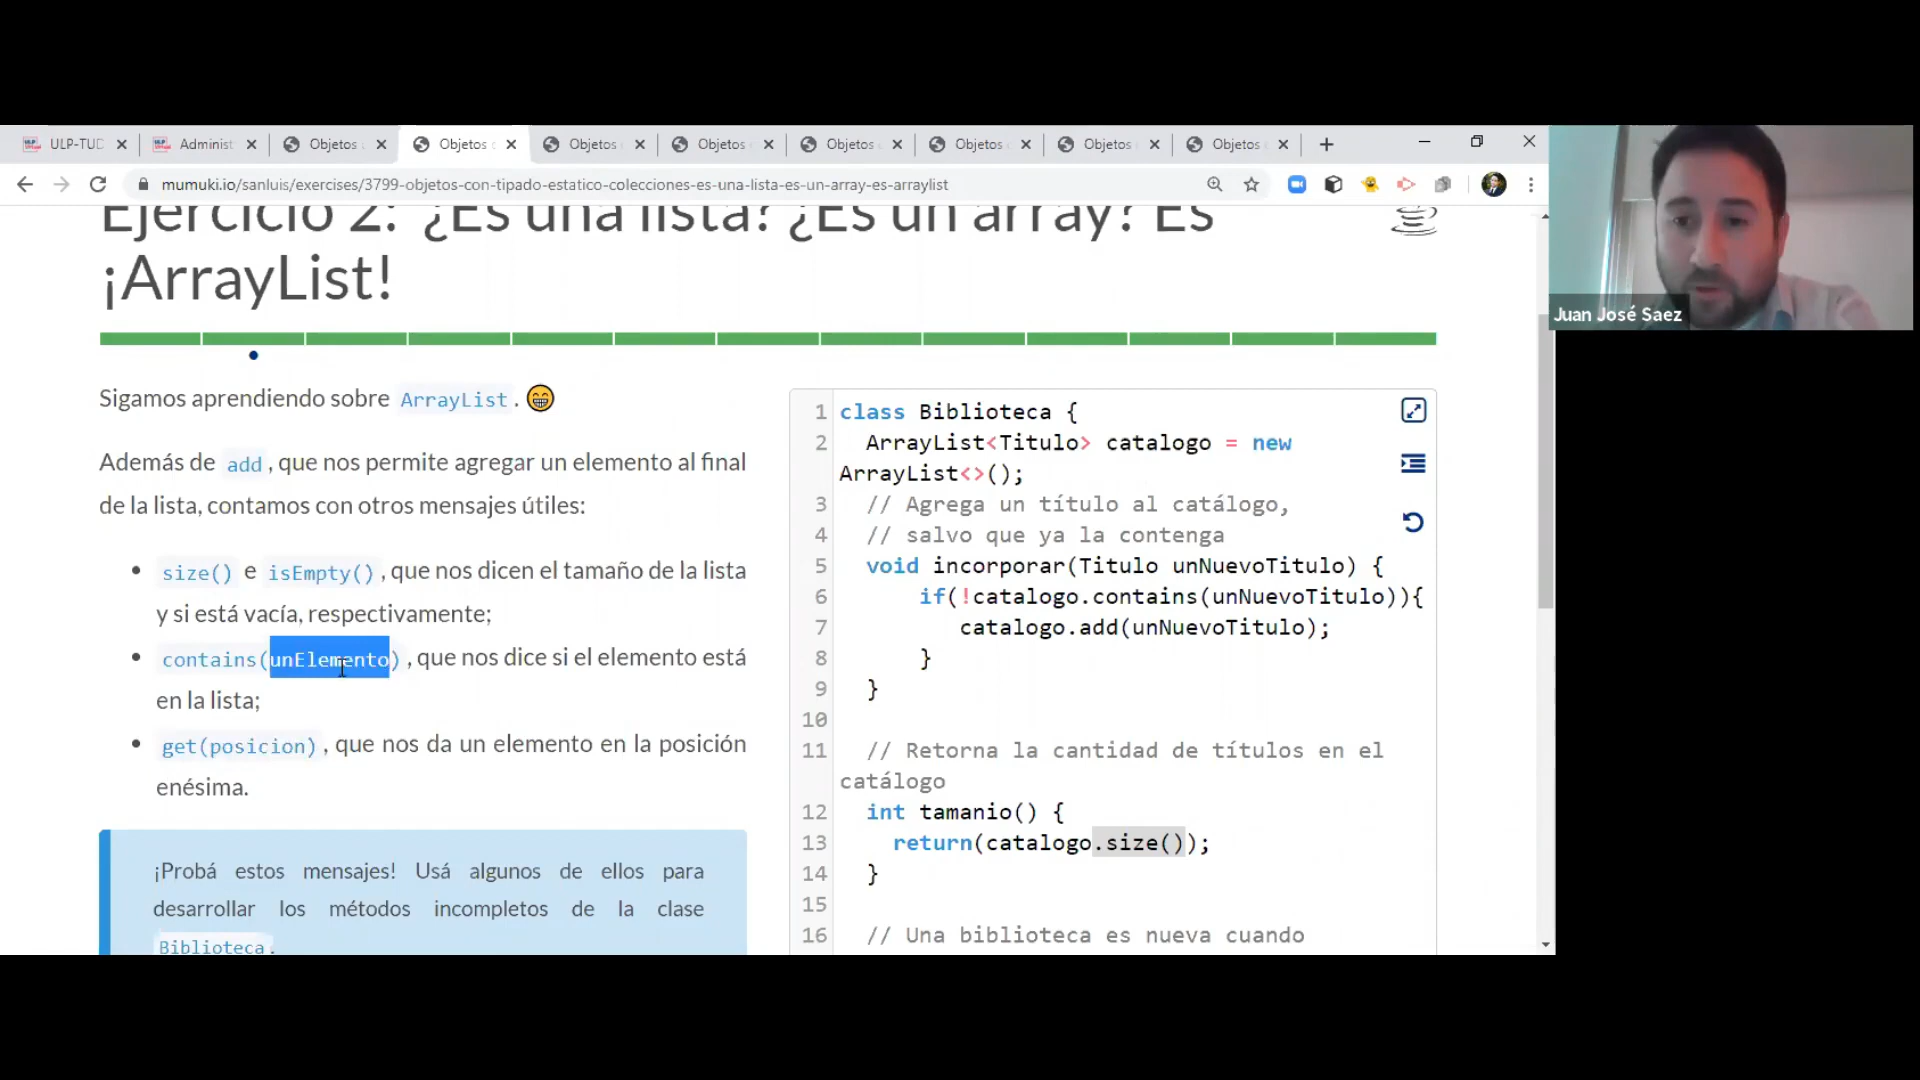 ULP-TUD
Administ
Objetos
Objetos
Objetos
Objetos
Objetos
Objetos
Objetos
Objetos
mumuki.io/sanluis/exercises/3799-objetos-con-tipado-estatico-colecciones-es-una-lista-es-un-array-es-arraylist
Ejercicio 2: ¿Es una lista? ¿Es un array? Es
¡ArrayList!
Juan José Saez
Sigamos aprendiendo sobre ArrayList. 😁
Además de add, que nos permite agregar un elemento al final
de la lista, contamos con otros mensajes útiles:
• size() e isEmpty(), que nos dicen el tamaño de la lista
y si está vacía, respectivamente;
• contains(unElemento), que nos dice si el elemento está
en la lista;
• get(posicion), que nos da un elemento en la posición
enésima.
¡Probá estos mensajes! Usá algunos de ellos para
desarrollar los métodos incompletos de la clase
Biblioteca.
1 class Biblioteca {
2 ArrayList<Titulo> catalogo = new
ArrayList<>();
3 // Agrega un título al catálogo,
4 // salvo que ya la contenga
5 void incorporar(Titulo unNuevoTitulo) {
6 if(!catalogo.contains(unNuevoTitulo)){
7 catalogo.add(unNuevoTitulo);
8 }
9 }
10
11 // Retorna la cantidad de títulos en el
catálogo
12 int tamanio() {
13 return(catalogo.size());
14 }
15
16 // Una biblioteca es nueva cuando